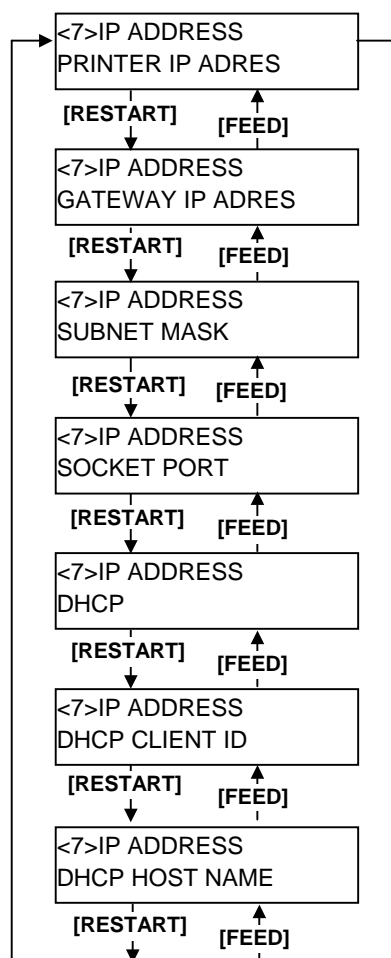 <7>IP ADDRESS
PRINTER IP ADRES
[RESTART] [FEED]
<7>IP ADDRESS
GATEWAY IP ADRES
[RESTART] [FEED]
<7>IP ADDRESS
SUBNET MASK
[RESTART] [FEED]
<7>IP ADDRESS
SOCKET PORT
[RESTART] [FEED]
<7>IP ADDRESS
DHCP
[RESTART] [FEED]
<7>IP ADDRESS
DHCP CLIENT ID
[RESTART] [FEED]
<7>IP ADDRESS
DHCP HOST NAME
[RESTART] [FEED]